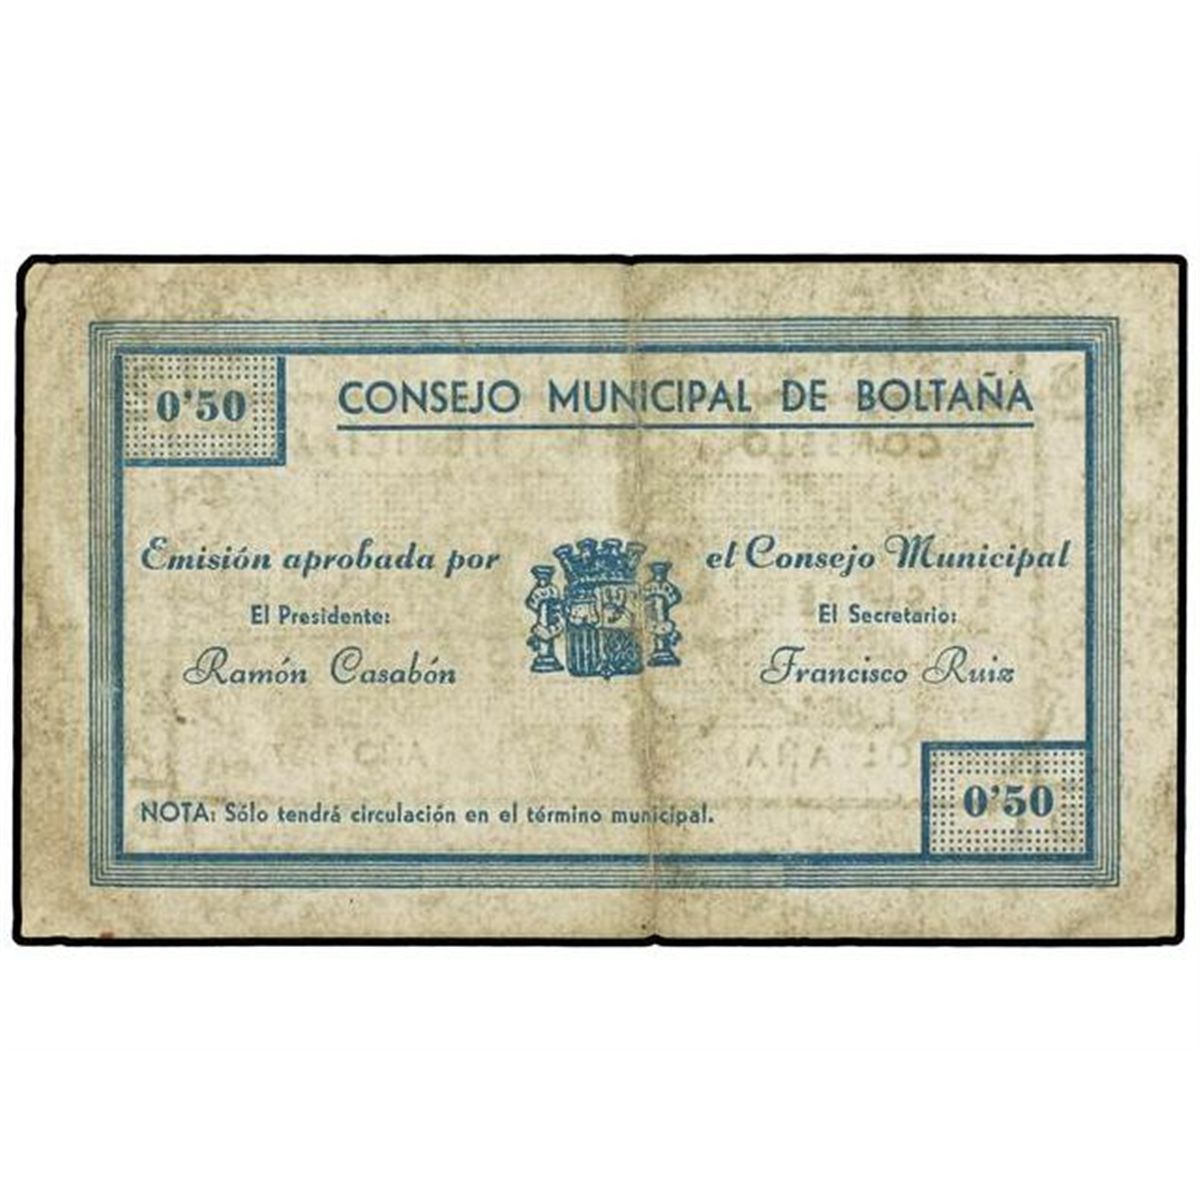 0'50
CONSEJO MUNICIPAL DE BOLTAÑA
Emisión aprobada por el Consejo Municipal
El Presidente: El Secretario:
Ramón Casabón Francisco Ruiz
0'50
NOTA: Sólo tendrá circulación en el término municipal.